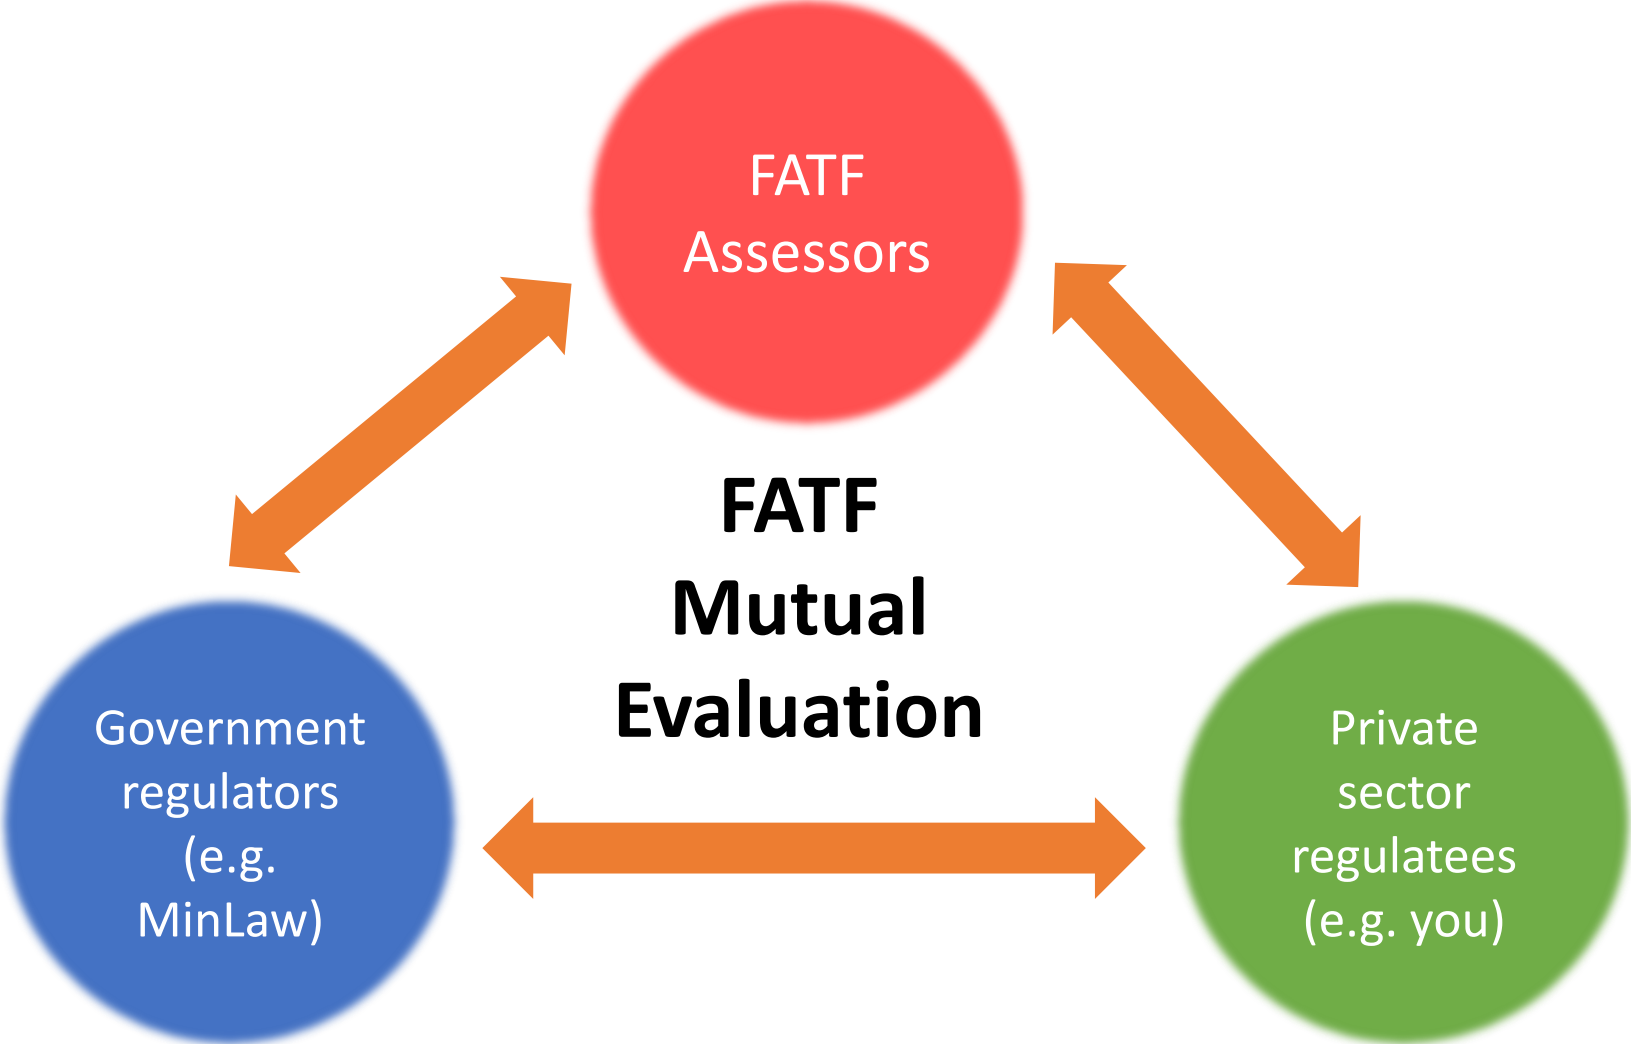 FATF
Assessors
FATF
Mutual
Evaluation
Government
regulators
(e.g.
MinLaw)
Private
sector
regulatees
(e.g. you)